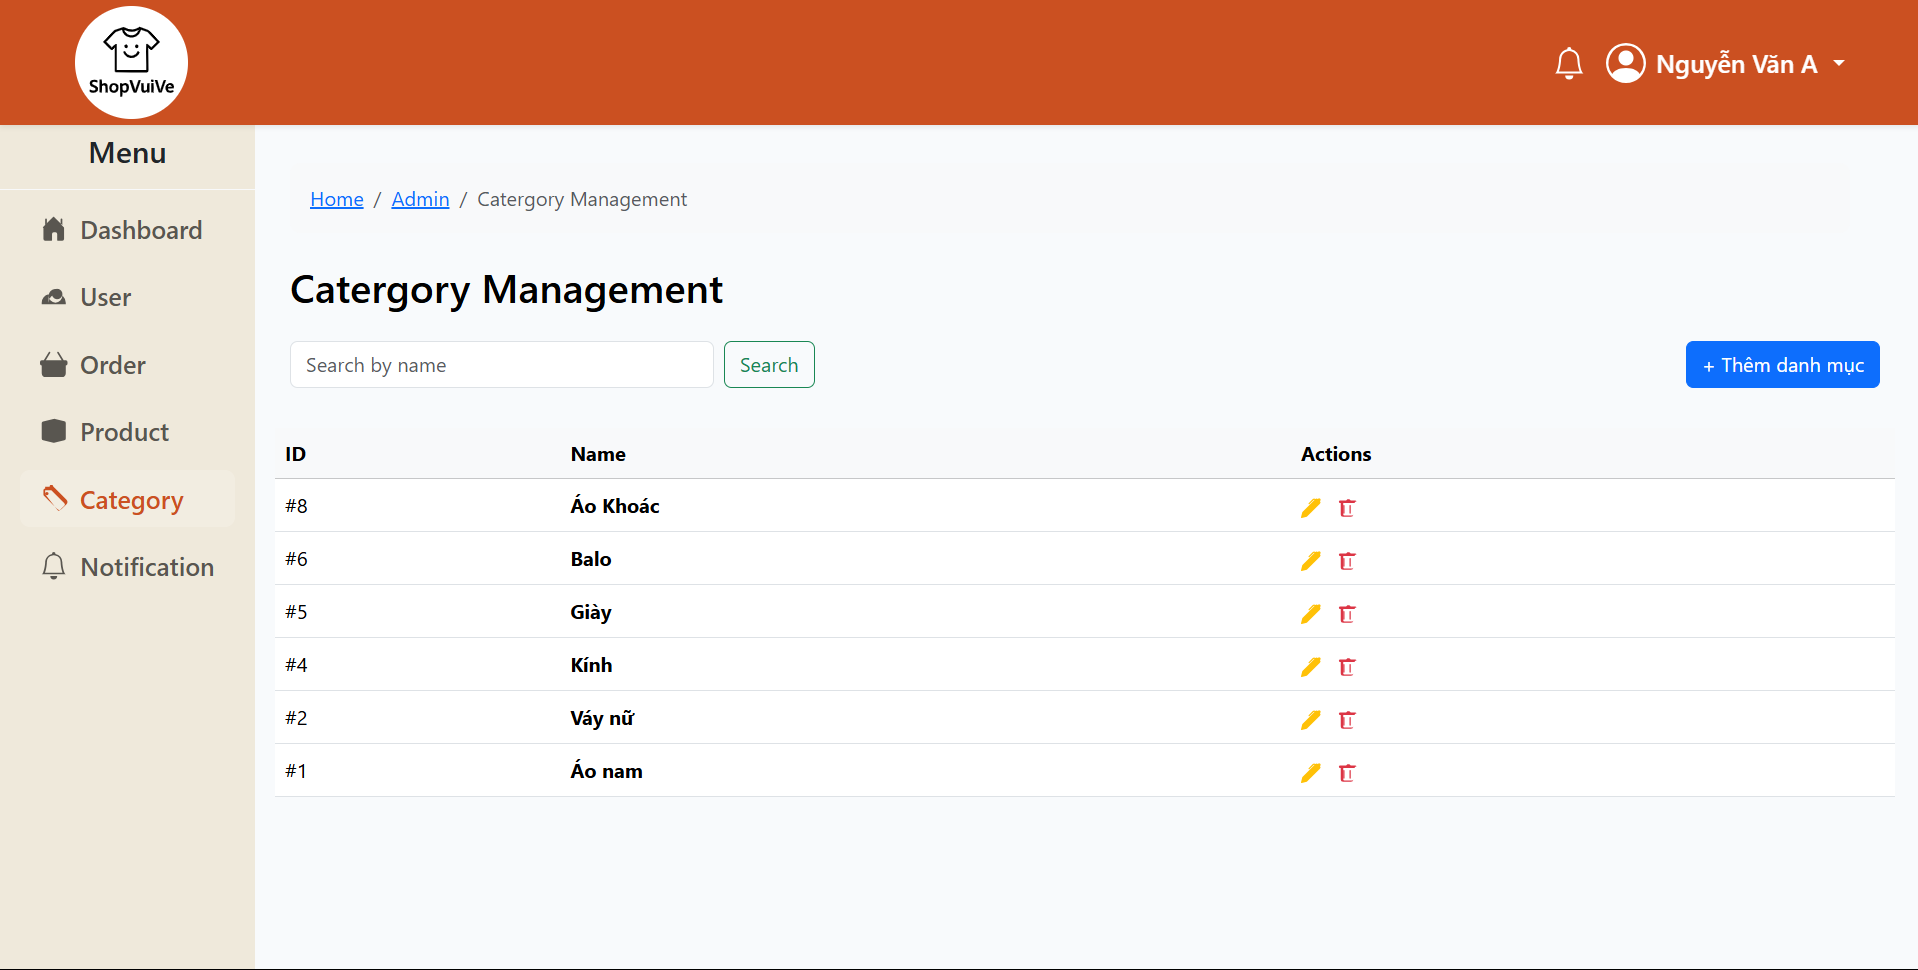 ShopVuiVe
Nguyễn Văn A
Menu
Dashboard
User
Order
Product
Category
Notification
Home / Admin / Catergory Management
Catergory Management
Search by name Search + Thêm danh mục
ID Name Actions
#8 Áo Khoác
#6 Balo
#5 Giày
#4 Kính
#2 Váy nữ
#1 Áo nam